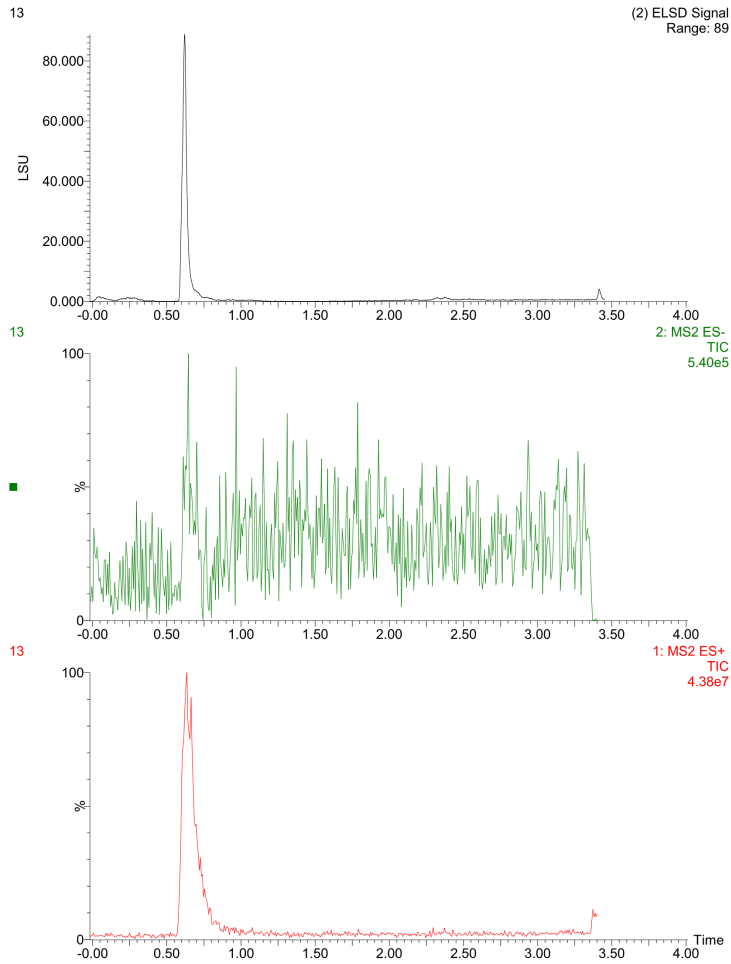 13
(2) ELSD Signal
Range: 89
80.000
60.000
LSU
40.000
20.000
0.000
-0.00 0.50 1.00 1.50 2.00 2.50 3.00 3.50 4.00
13
2: MS2 ES-
TIC
5.40e5
100
%
0
-0.00 0.50 1.00 1.50 2.00 2.50 3.00 3.50 4.00
13
1: MS2 ES+
TIC
4.38e7
100
%
0
Time
-0.00 0.50 1.00 1.50 2.00 2.50 3.00 3.50 4.00